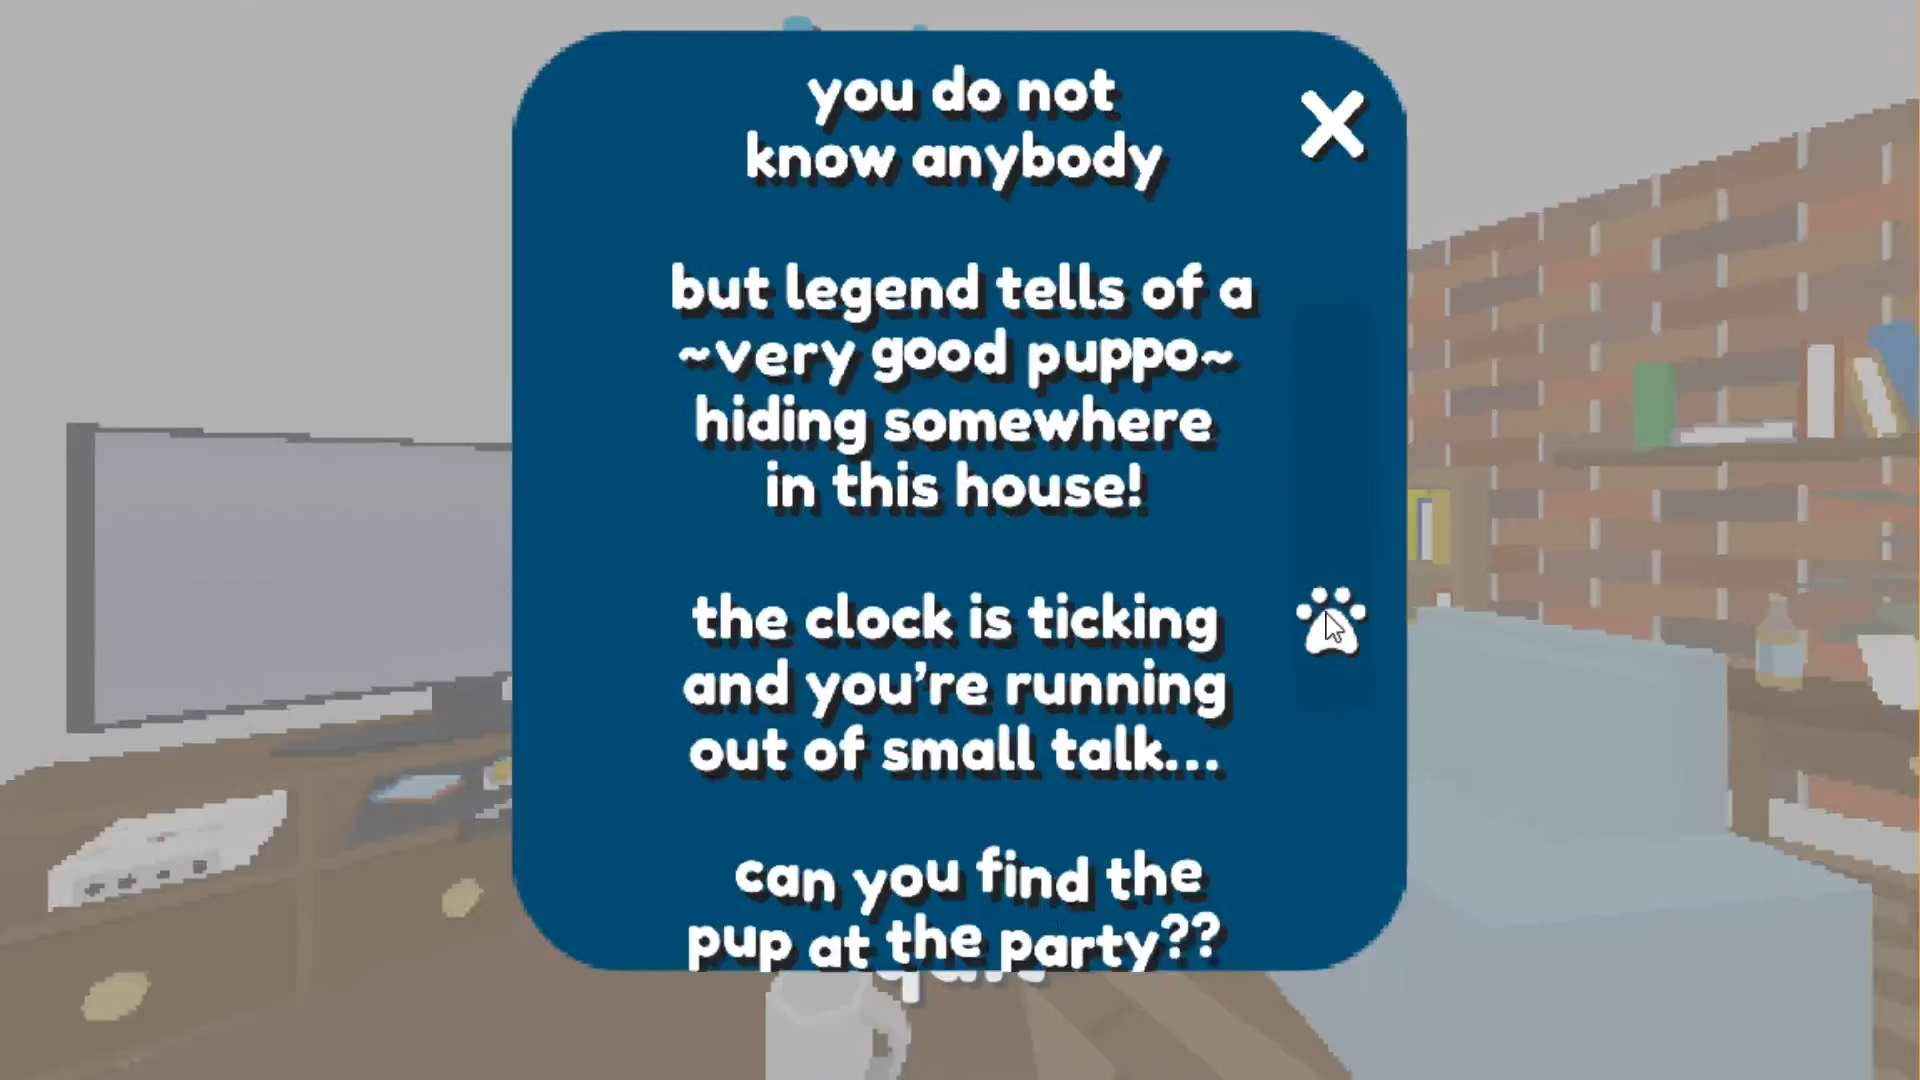 you do not
know anybody
but legend tells of a
~very good puppo~
hiding somewhere
in this house!
the clock is ticking
and you're running
out of small talk...
can you find the
pup at the party??